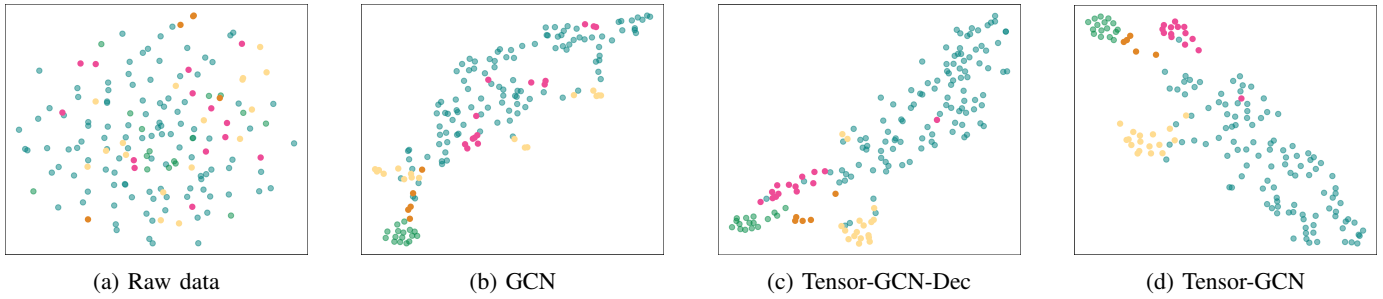 (a) Raw data
(b) GCN
(c) Tensor-GCN-Dec
(d) Tensor-GCN